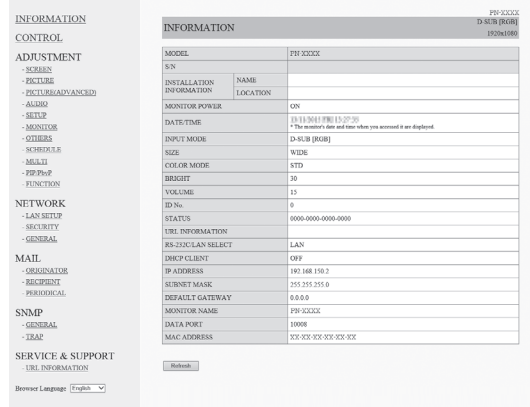 INFORMATION
CONTROL
ADJUSTMENT
- SCREEN
- PICTURE
- PICTURE(ADVANCED)
- AUDIO
- SETUP
- MONITOR
- OTHERS
- SCHEDULE
- MULTI
- PIP/PbyP
- FUNCTION
NETWORK
- LAN SETUP
- SECURITY
- GENERAL
MAIL
- ORIGINATOR
- RECIPIENT
- PERIODICAL
SNMP
- GENERAL
- TRAP
SERVICE & SUPPORT
- URL INFORMATION
Browser Language English
PN-XXXX
INFORMATION D-SUB [RGB]
1920x1080
MODEL PN-XXXX
S/N
INSTALLATION INFORMATION NAME
LOCATION
MONITOR POWER ON
DATE/TIME
* The monitor's date and time when you accessed it are displayed.
INPUT MODE D-SUB [RGB]
SIZE WIDE
COLOR MODE STD
BRIGHT 30
VOLUME 15
ID No. 0
STATUS 0000-0000-0000-0000
URL INFORMATION
RS-232C/LAN SELECT LAN
DHCP CLIENT OFF
IP ADDRESS 192.168.150.2
SUBNET MASK 255.255.255.0
DEFAULT GATEWAY 0.0.0.0
MONITOR NAME PN-XXXX
DATA PORT 10008
MAC ADDRESS XX-XX-XX-XX-XX-XX
Refresh